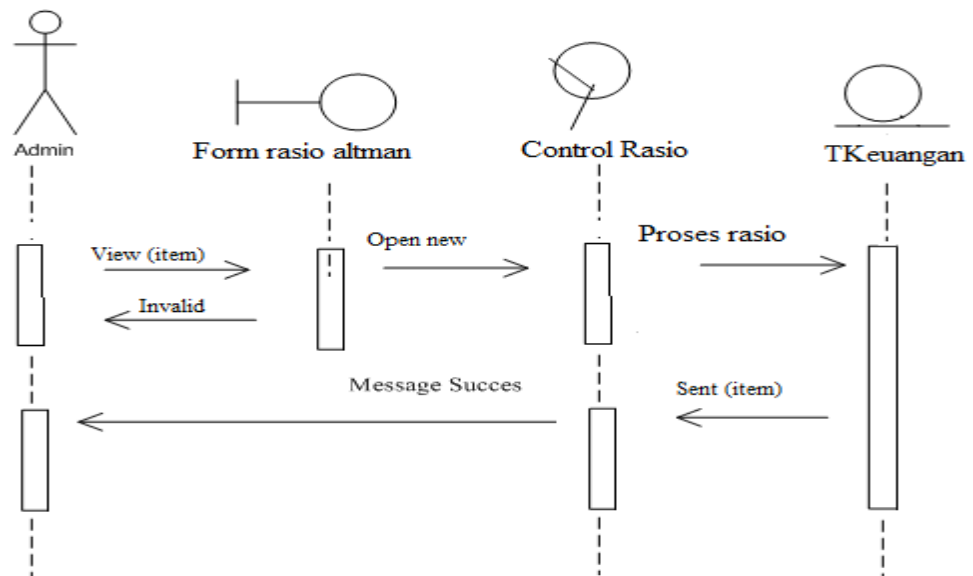 Admin
Form rasio altman
Control Rasio
TKeuangan
View (item)
Open new
Proses rasio
Invalid
Message Succes
Sent (item)